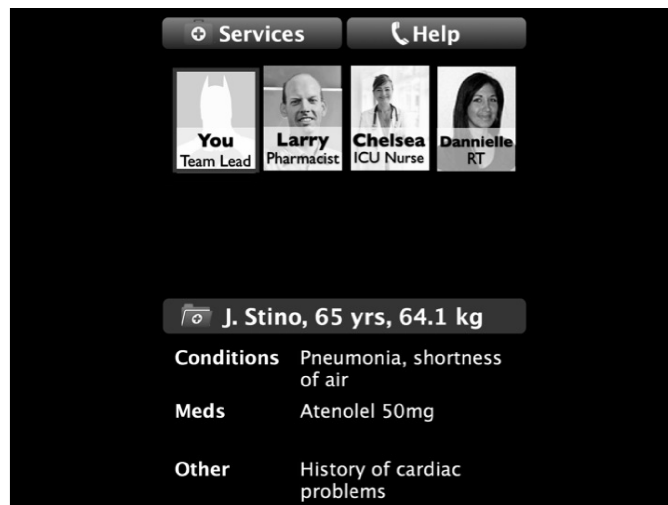 Services
Help
You
Team Lead
Larry
Pharmacist
Chelsea
ICU Nurse
Dannielle
RT
J. Stino, 65 yrs, 64.1 kg
Conditions Pneumonia, shortness
of air
Meds Atenolel 50mg
Other History of cardiac
problems